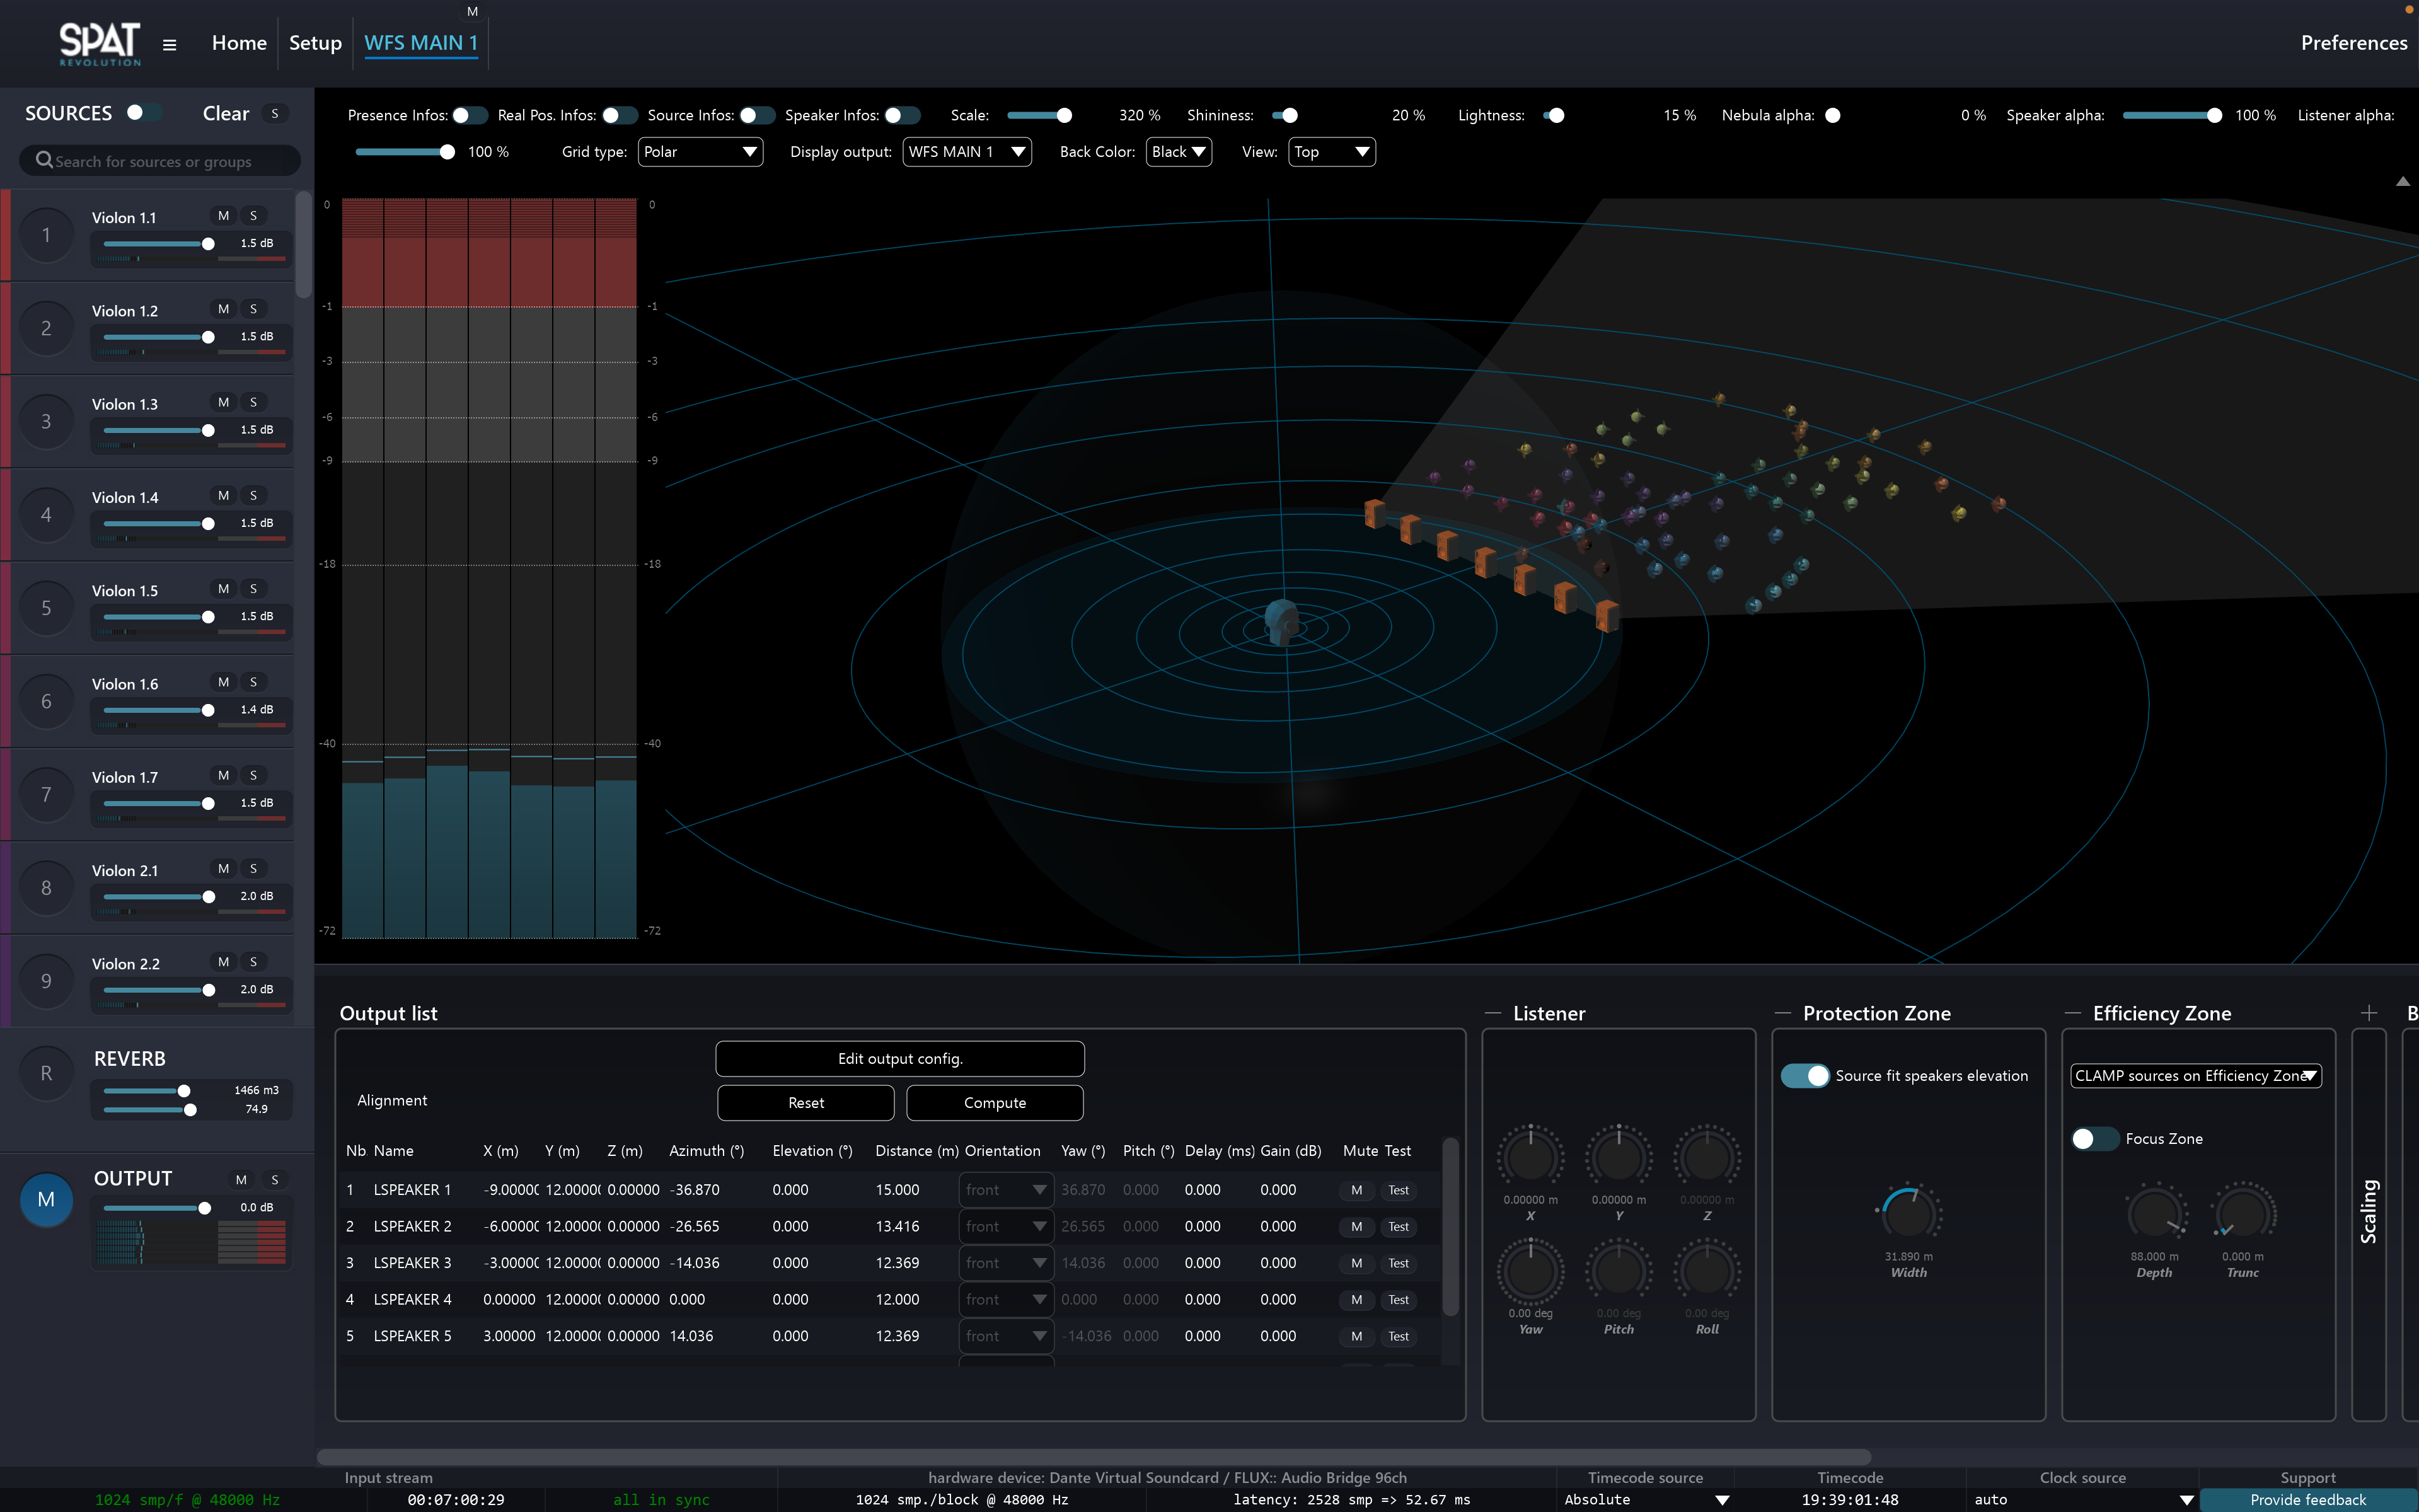 M
SPAT
REVOLUTION
Home
Setup
WFS MAIN 1
Preferences
SOURCES
Clear
S
Search for sources or groups
Presence Infos:
Real Pos. Infos:
Source Infos:
Speaker Infos:
Scale:
320 %
Shininess:
20 %
Lightness:
15 %
Nebula alpha:
0 %
Speaker alpha:
100 %
Listener alpha:
100 %
Grid type:
Polar
Display output:
WFS MAIN 1
Back Color:
Black
View:
Top
1
Violon 1.1
M S
1.5 dB
2
Violon 1.2
M S
1.5 dB
3
Violon 1.3
M S
1.5 dB
4
Violon 1.4
M S
1.5 dB
5
Violon 1.5
M S
1.5 dB
6
Violon 1.6
M S
1.4 dB
7
Violon 1.7
M S
1.5 dB
8
Violon 2.1
M S
2.0 dB
9
Violon 2.2
M S
2.0 dB
R
REVERB
1466 m3
74.9
M
OUTPUT
M S
0.0 dB
0 0
-1 -1
-3 -3
-6 -6
-9 -9
-18 -18
-40 -40
-72 -72
Output list
Edit output config.
Alignment
Reset
Compute
Nb Name X (m) Y (m) Z (m) Azimuth (°) Elevation (°) Distance (m) Orientation Yaw (°) Pitch (°) Delay (ms) Gain (dB) Mute Test
1 LSPEAKER 1 -9.0000 12.0000 0.00000 -36.870 0.000 15.000 front 36.870 0.000 0.000 0.000 M Test
2 LSPEAKER 2 -6.0000 12.0000 0.00000 -26.565 0.000 13.416 front 26.565 0.000 0.000 0.000 M Test
3 LSPEAKER 3 -3.0000 12.0000 0.00000 -14.036 0.000 12.369 front 14.036 0.000 0.000 0.000 M Test
4 LSPEAKER 4 0.00000 12.0000 0.00000 0.000 0.000 12.000 front 0.000 0.000 0.000 0.000 M Test
5 LSPEAKER 5 3.00000 12.0000 0.00000 14.036 0.000 12.369 front -14.036 0.000 0.000 0.000 M Test
Listener
0.00000 m
X
0.00000 m
Y
0.00000 m
Z
0.00 deg
Yaw
0.00 deg
Pitch
0.00 deg
Roll
Protection Zone
Source fit speakers elevation
31.890 m
Width
Efficiency Zone
CLAMP sources on Efficiency Zone
Focus Zone
88.000 m
Depth
0.000 m
Trunc
Scaling
B
Input stream
hardware device: Dante Virtual Soundcard / FLUX:: Audio Bridge 96ch
Timecode source
Timecode
Clock source
Support
1024 smp/f @ 48000 Hz
00:07:00:29
all in sync
1024 smp./block @ 48000 Hz
latency: 2528 smp => 52.67 ms
Absolute
19:39:01:48
auto
Provide feedback